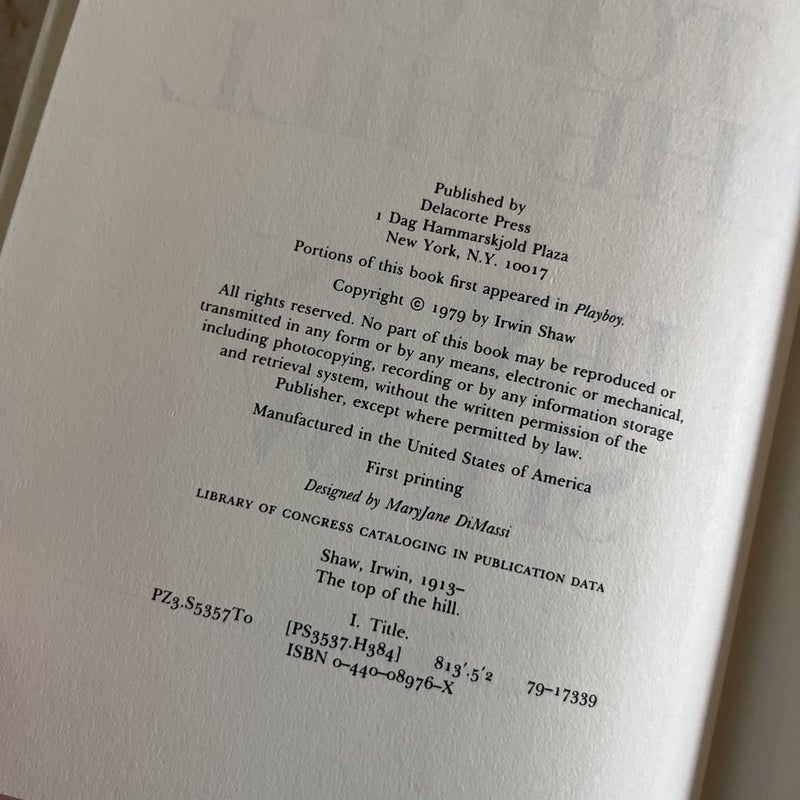 Published by
Delacorte Press
1 Dag Hammarskjold Plaza
New York, N.Y. 10017
Portions of this book first appeared in Playboy.
Copyright © 1979 by Irwin Shaw
All rights reserved. No part of this book may be reproduced or
transmitted in any form or by any means, electronic or mechanical,
including photocopying, recording or by any information storage
and retrieval system, without the written permission of the
Publisher, except where permitted by law.
Manufactured in the United States of America
First printing
Designed by MaryJane DiMassi
LIBRARY OF CONGRESS CATALOGING IN PUBLICATION DATA
Shaw, Irwin, 1913–
The top of the hill.
I. Title.
PZ3.S5357To [PS3537.H384] 813'.5'2 79–17339
ISBN 0–440–08976–X